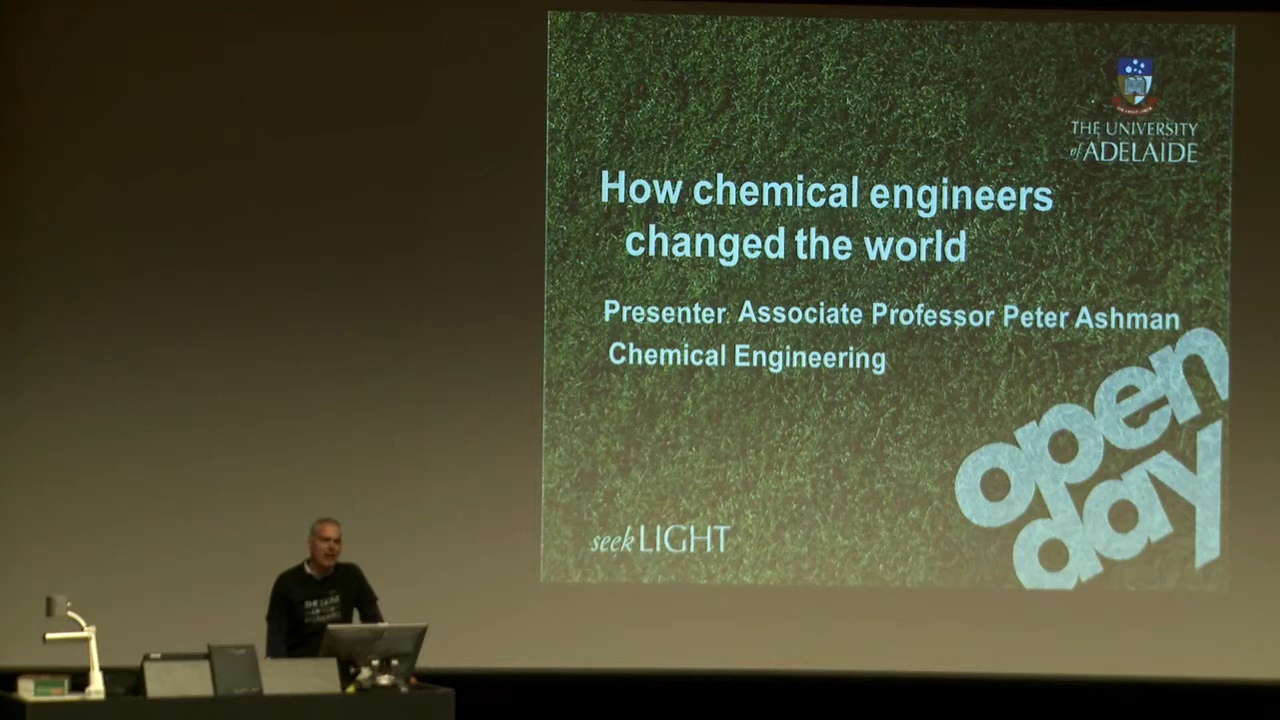 THE UNIVERSITY
of ADELAIDE
How chemical engineers
changed the world
Presenter Associate Professor Peter Ashman
Chemical Engineering
open
day
seek LIGHT